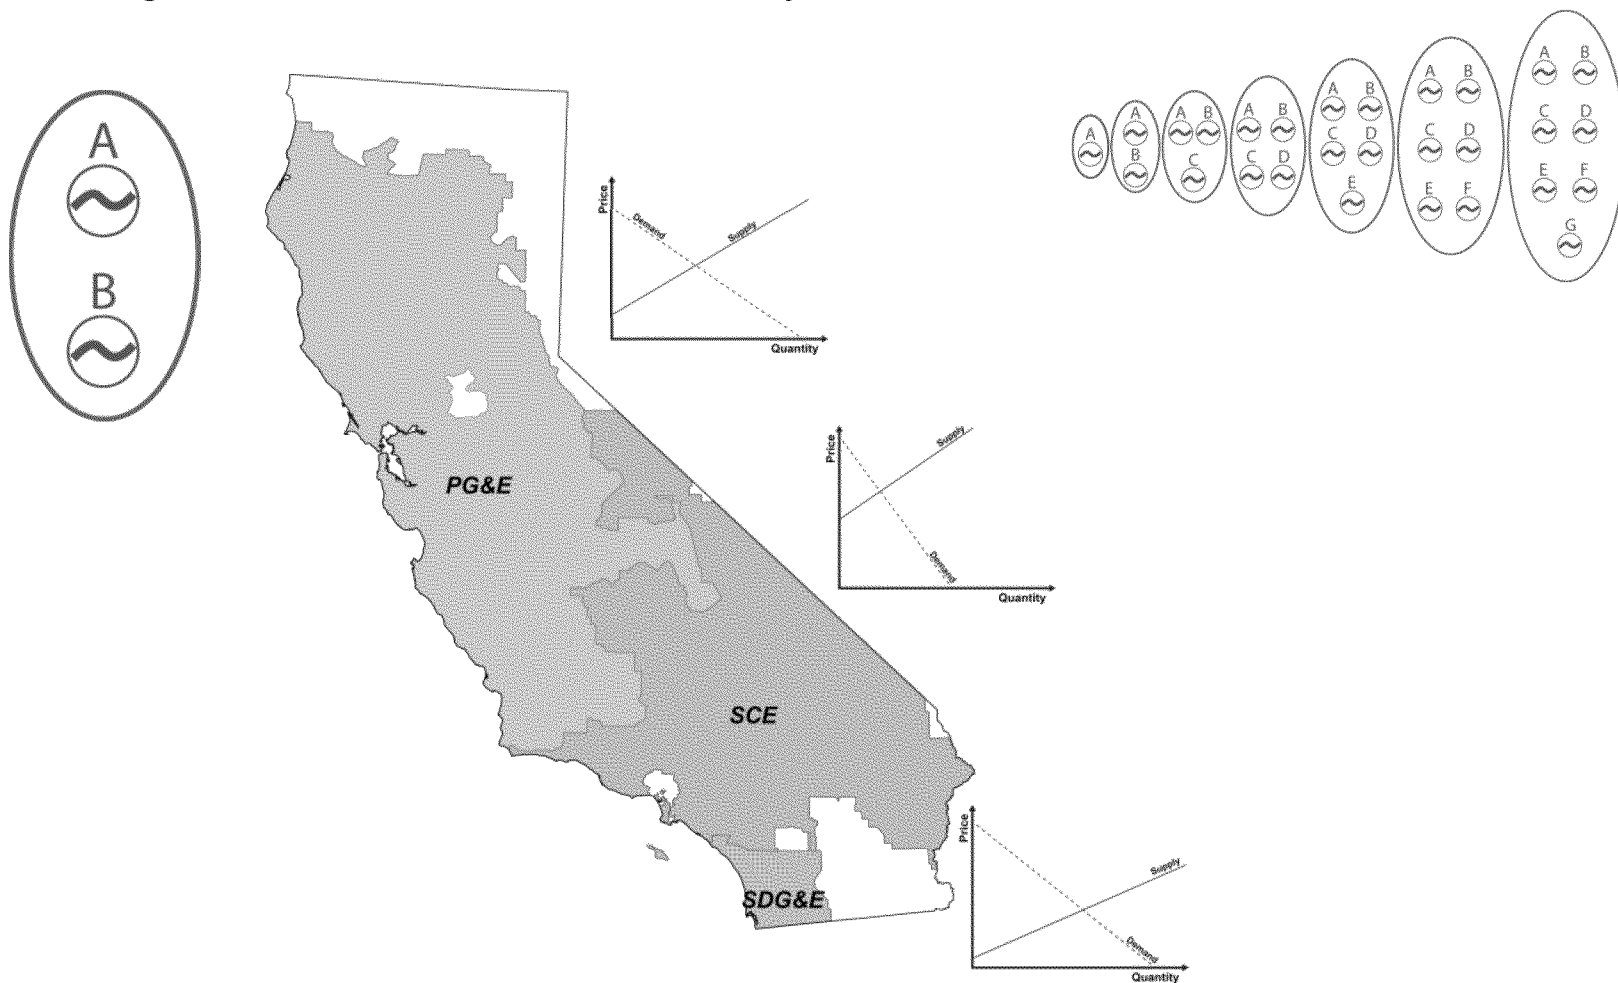 A
B
PG&E
SCE
SDG&E
Price
Demand
Supply
Quantity
Price
Supply
Demand
Quantity
Price
Supply
Demand
Quantity
A
A
B
A B
C
A B
C D
A B
C D
E
A B
C D
E F
A B
C D
E F
G